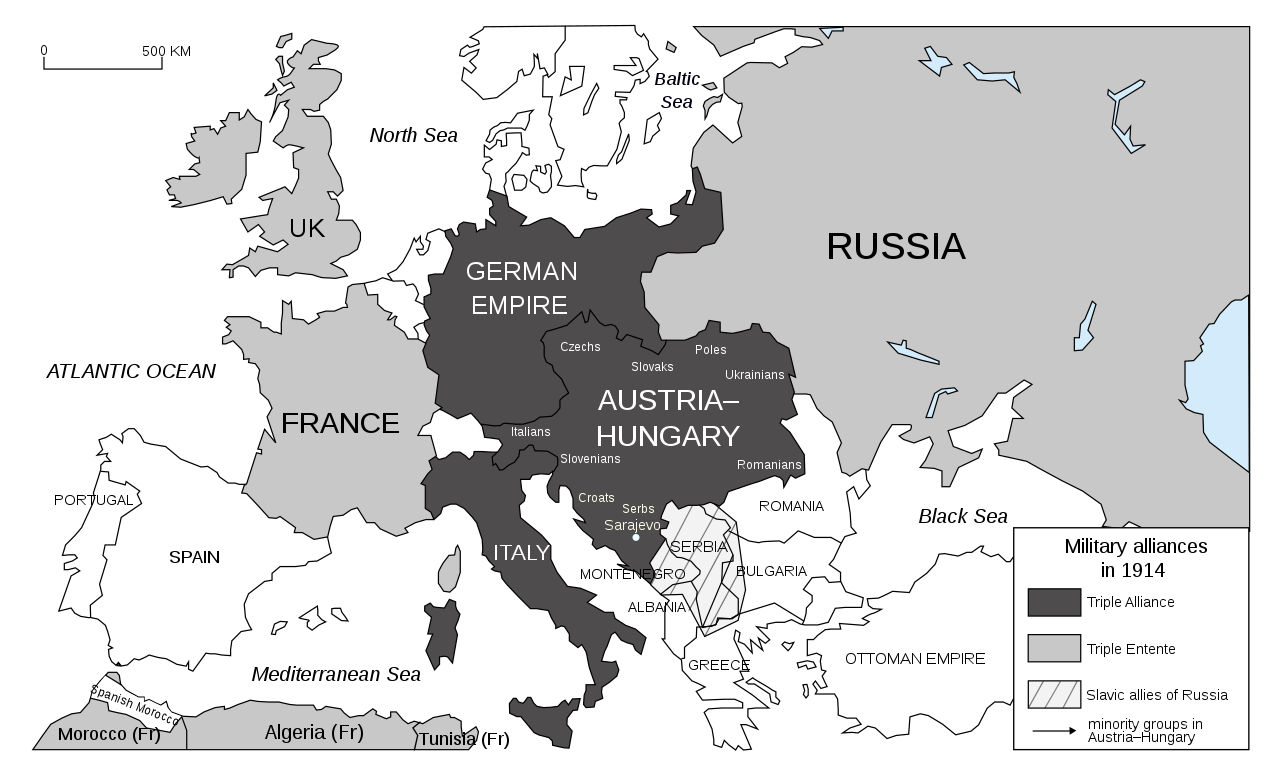 0
500 KM
Baltic
Sea
North Sea
UK
RUSSIA
GERMAN
EMPIRE
Czechs
Poles
Slovaks
Ukrainians
ATLANTIC OCEAN
FRANCE
AUSTRIA–
HUNGARY
Italians
Slovenians
Romanians
PORTUGAL
Croats
Serbs
Sarajevo
ROMANIA
Black Sea
SPAIN
ITALY
SERBIA
MONTENEGRO
BULGARIA
ALBANIA
GREECE
OTTOMAN EMPIRE
Mediterranean Sea
Spanish Morocco
Morocco (Fr)
Algeria (Fr)
Tunisia (Fr)
Military alliances
in 1914
Triple Alliance
Triple Entente
Slavic allies of Russia
minority groups in
Austria–Hungary